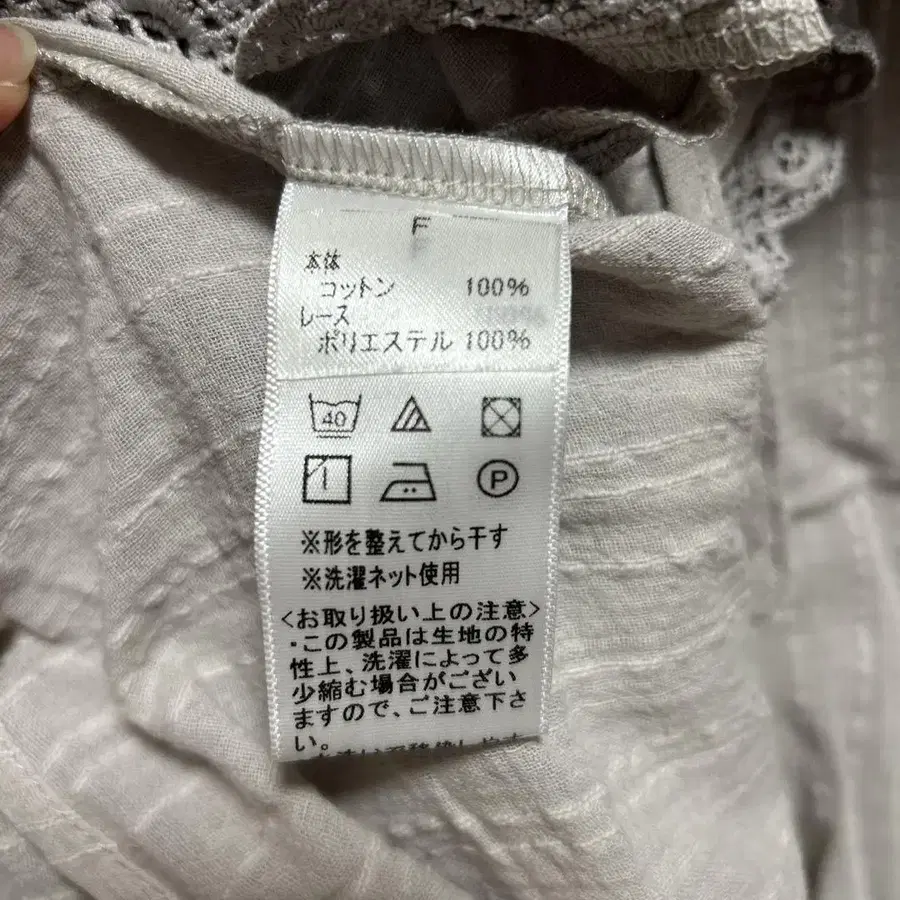 F
本体
コットン 100%
レース
ポリエステル 100%
40
P
※形を整えてから干す
※洗濯ネット使用
<お取り扱い上の注意>
・この製品は生地の特
性上、洗濯によって多
少縮む場合がござい
ますので、ご注意下さ
い。